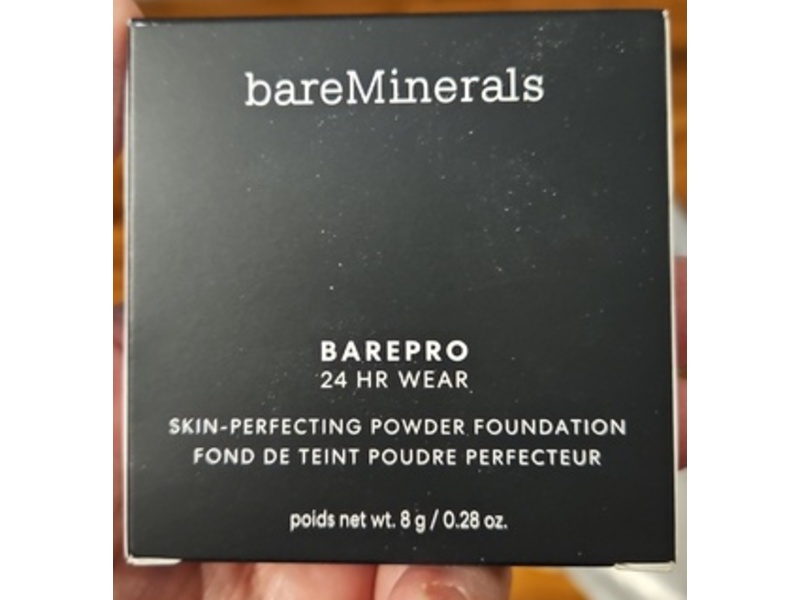 bareMinerals
BAREPRO
24 HR WEAR
SKIN-PERFECTING POWDER FOUNDATION
FOND DE TEINT POUDRE PERFECTEUR
poids net wt. 8 g / 0.28 oz.